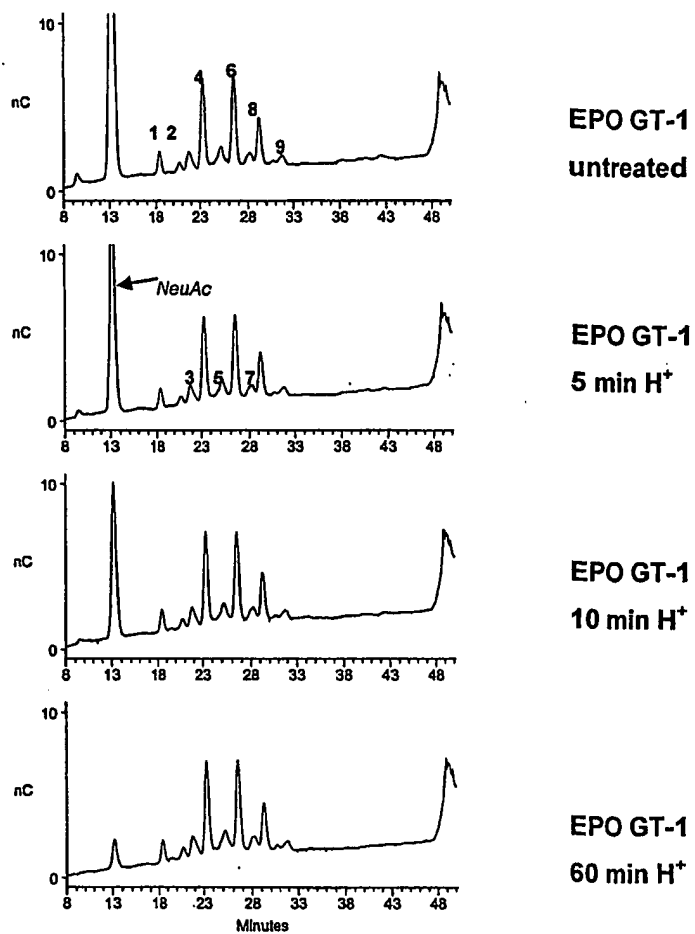 10
nC
0
1 2 4 6 8 9
8 13 18 23 28 33 38 43 48
EPO GT-1
untreated
10
nC
0
NeuAc
3 5 7
8 13 18 23 28 33 38 43 48
EPO GT-1
5 min H⁺
10
nC
0
8 13 18 23 28 33 38 43 48
EPO GT-1
10 min H⁺
10
nC
0
8 13 18 23 28 33 38 43 48
Minutes
EPO GT-1
60 min H⁺